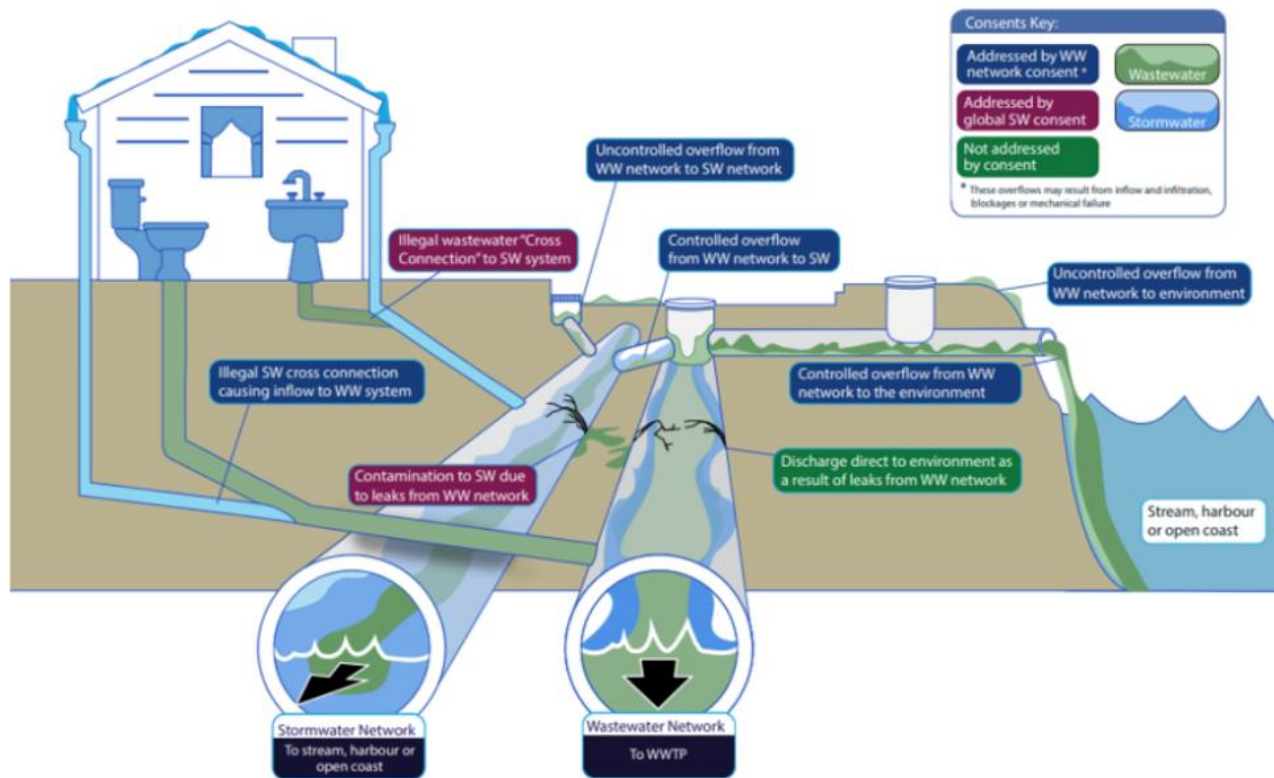 Consents Key:
Addressed by WW
network consent *
Wastewater
Addressed by
global SW consent
Stormwater
Not addressed
by consent
* These overflows may result from inflow and infiltration,
blockages or mechanical failure
Uncontrolled overflow from
WW network to SW network
Illegal wastewater "Cross
Connection" to SW system
Controlled overflow
from WW network to SW
Uncontrolled overflow from
WW network to environment
Illegal SW cross connection
causing inflow to WW system
Controlled overflow from WW
network to the environment
Contamination to SW due
to leaks from WW network
Discharge direct to environment as
a result of leaks from WW network
Stream, harbour
or open coast
Stormwater Network
To stream, harbour or
open coast
Wastewater Network
To WWTP